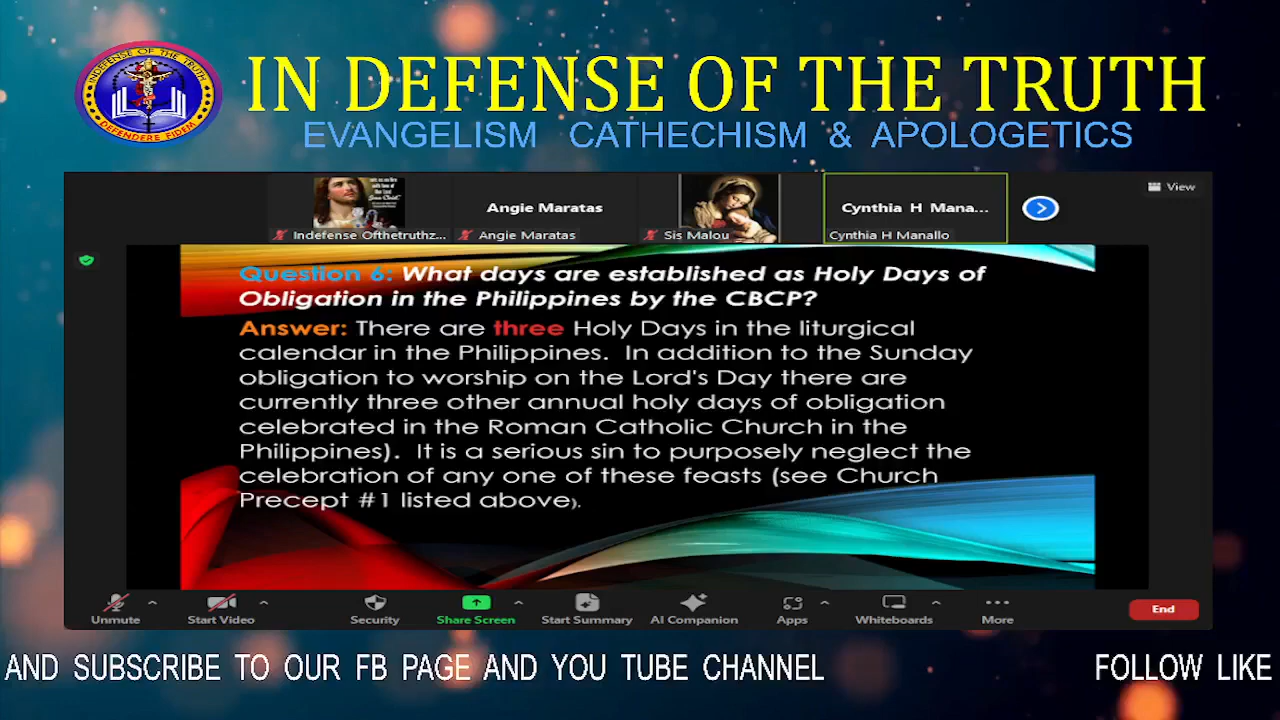 INDEFENSE OF THE TRUTH
DEFENDERE FIDEM
IN DEFENSE OF THE TRUTH
EVANGELISM CATHECHISM & APOLOGETICS
View
Angie Maratas
Cynthia H Mana...
Indefense Ofthetruthz...
Angie Maratas
Sis Malou
Cynthia H Manallo
Question 6: What days are established as Holy Days of
Obligation in the Philippines by the CBCP?
Answer: There are three Holy Days in the liturgical
calendar in the Philippines. In addition to the Sunday
obligation to worship on the Lord's Day there are
currently three other annual holy days of obligation
celebrated in the Roman Catholic Church in the
Philippines). It is a serious sin to purposely neglect the
celebration of any one of these feasts (see Church
Precept #1 listed above).
Unmute
Start Video
Security
Share Screen
Start Summary
AI Companion
Apps
Whiteboards
More
End
AND SUBSCRIBE TO OUR FB PAGE AND YOU TUBE CHANNEL FOLLOW LIKE